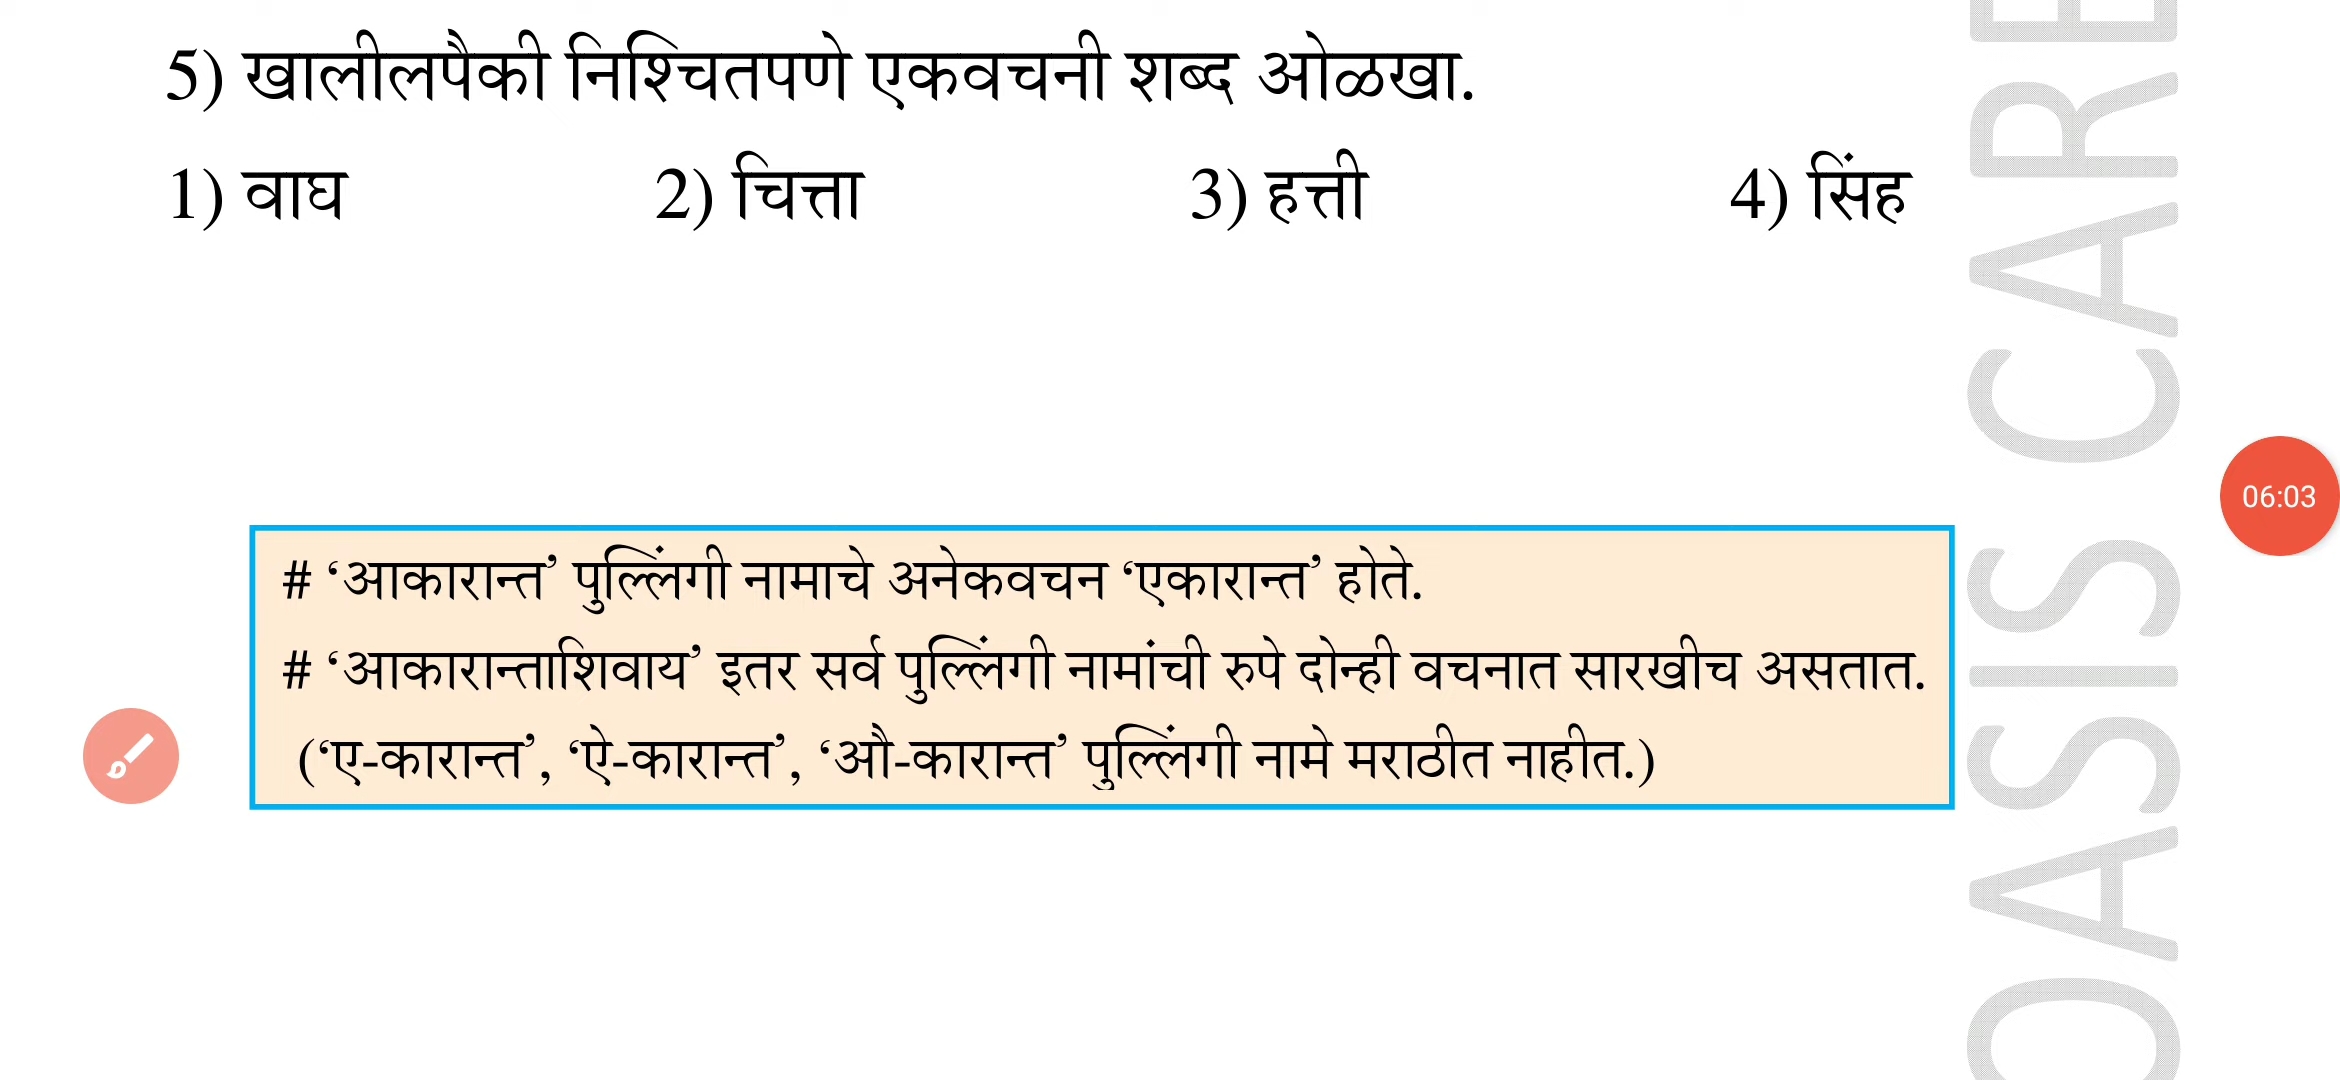 5) खालीलपैकी निश्चितपणे एकवचनी शब्द ओळखा.
1) वाघ 2) चित्ता 3) हत्ती 4) सिंह
# ‘आकारान्त’ पुल्लिंगी नामाचे अनेकवचन ‘एकारान्त’ होते.
# ‘आकारान्ताशिवाय’ इतर सर्व पुल्लिंगी नामांची रुपे दोन्ही वचनात सारखीच असतात.
(‘ए-कारान्त’, ‘ऐ-कारान्त’, ‘औ-कारान्त’ पुल्लिंगी नामे मराठीत नाहीत.)
06:03
OASIS CARE